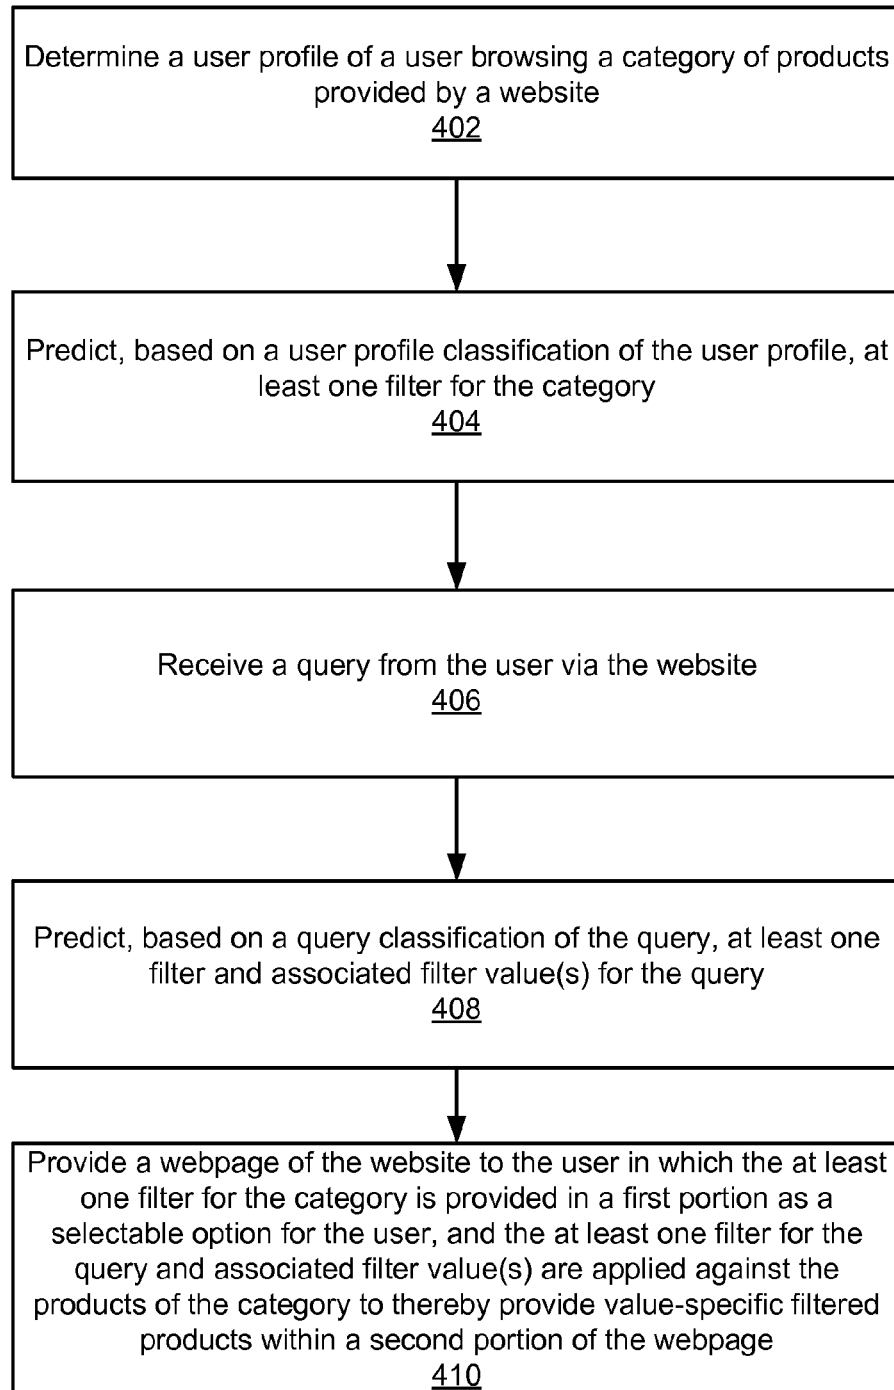 Determine a user profile of a user browsing a category of products
provided by a website
402
Predict, based on a user profile classification of the user profile, at
least one filter for the category
404
Receive a query from the user via the website
406
Predict, based on a query classification of the query, at least one
filter and associated filter value(s) for the query
408
Provide a webpage of the website to the user in which the at least
one filter for the category is provided in a first portion as a
selectable option for the user, and the at least one filter for the
query and associated filter value(s) are applied against the
products of the category to thereby provide value-specific filtered
products within a second portion of the webpage
410